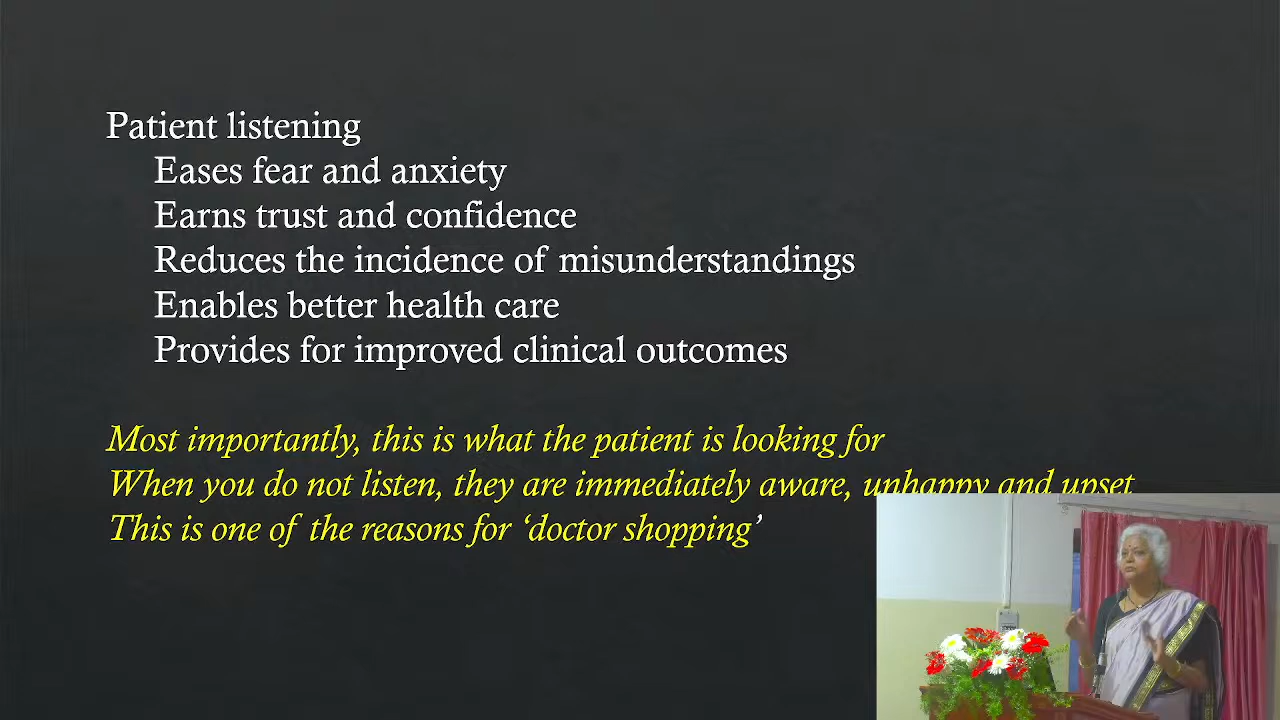 Patient listening
Eases fear and anxiety
Earns trust and confidence
Reduces the incidence of misunderstandings
Enables better health care
Provides for improved clinical outcomes
Most importantly, this is what the patient is looking for
When you do not listen, they are immediately aware, unhappy and upset
This is one of the reasons for ‘doctor shopping’